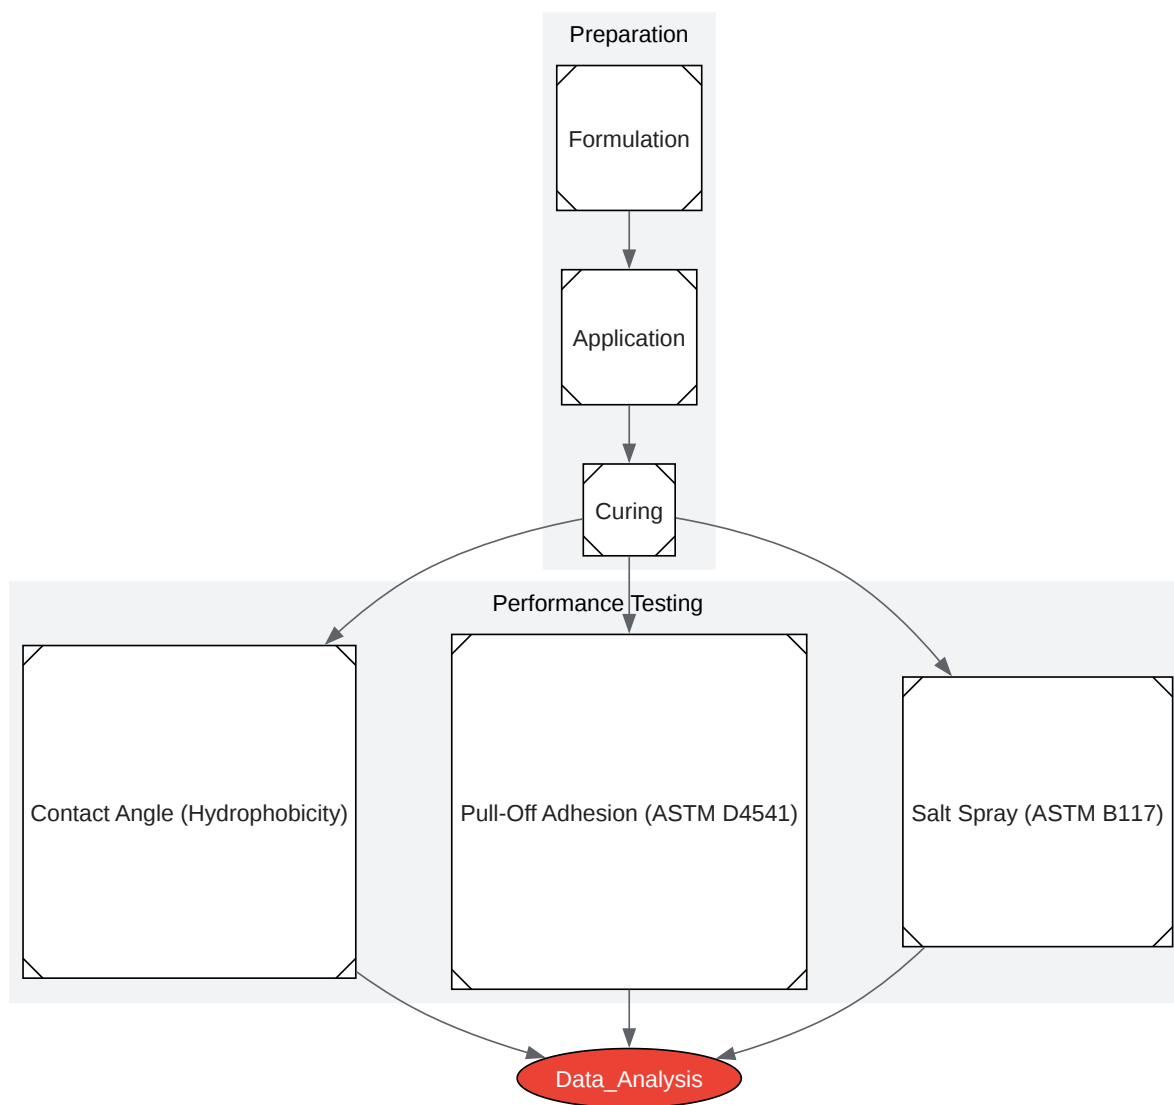 Preparation
Formulation
Application
Curing
Performance Testing
Contact Angle (Hydrophobicity)
Pull-Off Adhesion (ASTM D4541)
Salt Spray (ASTM B117)
Data_Analysis